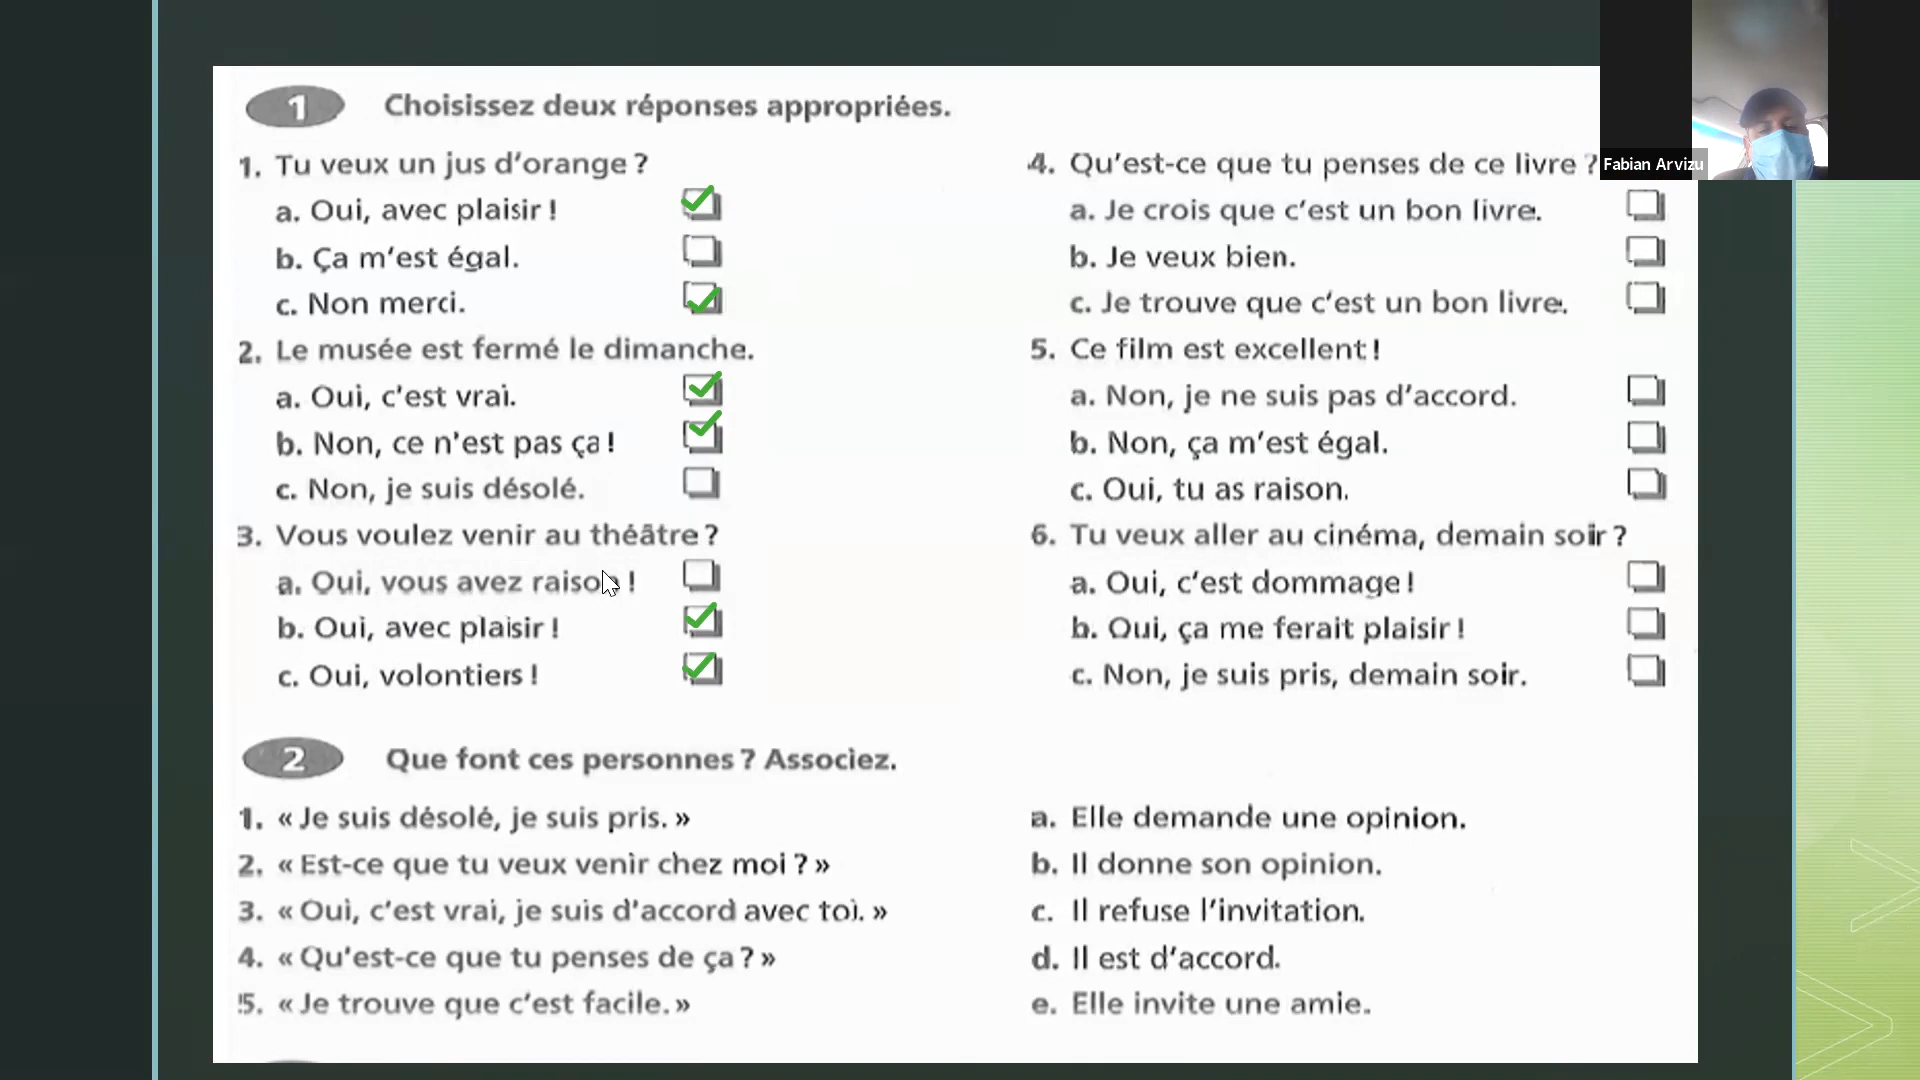 1 Choisissez deux réponses appropriées.
1. Tu veux un jus d'orange ?
a. Oui, avec plaisir !
b. Ça m'est égal.
c. Non merci.
2. Le musée est fermé le dimanche.
a. Oui, c'est vrai.
b. Non, ce n'est pas ça !
c. Non, je suis désolé.
3. Vous voulez venir au théâtre ?
a. Oui, vous avez raison !
b. Oui, avec plaisir !
c. Oui, volontiers !
4. Qu'est-ce que tu penses de ce livre ?
a. Je crois que c'est un bon livre.
b. Je veux bien.
c. Je trouve que c'est un bon livre.
5. Ce film est excellent !
a. Non, je ne suis pas d'accord.
b. Non, ça m'est égal.
c. Oui, tu as raison.
6. Tu veux aller au cinéma, demain soir ?
a. Oui, c'est dommage !
b. Oui, ça me ferait plaisir !
c. Non, je suis pris, demain soir.
2 Que font ces personnes ? Associez.
1. « Je suis désolé, je suis pris. »
2. « Est-ce que tu veux venir chez moi ? »
3. « Oui, c'est vrai, je suis d'accord avec toi. »
4. « Qu'est-ce que tu penses de ça ? »
5. « Je trouve que c'est facile. »
a. Elle demande une opinion.
b. Il donne son opinion.
c. Il refuse l'invitation.
d. Il est d'accord.
e. Elle invite une amie.
Fabian Arvizu